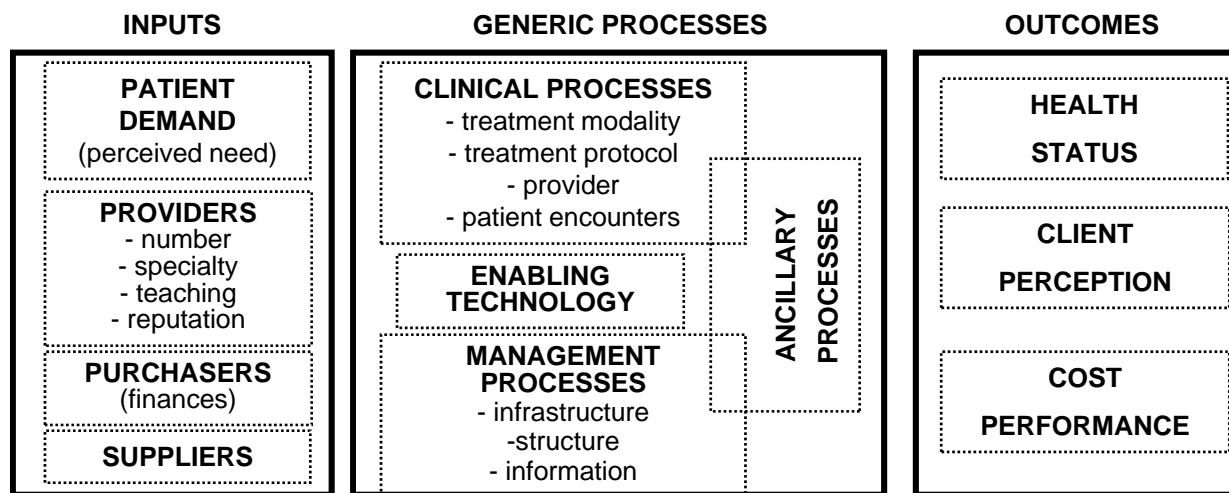 INPUTS
PATIENT
DEMAND
(perceived need)
PROVIDERS
- number
- specialty
- teaching
- reputation
PURCHASERS
(finances)
SUPPLIERS
GENERIC PROCESSES
CLINICAL PROCESSES
- treatment modality
- treatment protocol
- provider
- patient encounters
ENABLING
TECHNOLOGY
MANAGEMENT
PROCESSES
- infrastructure
-structure
- information
ANCILLARY
PROCESSES
OUTCOMES
HEALTH
STATUS
CLIENT
PERCEPTION
COST
PERFORMANCE